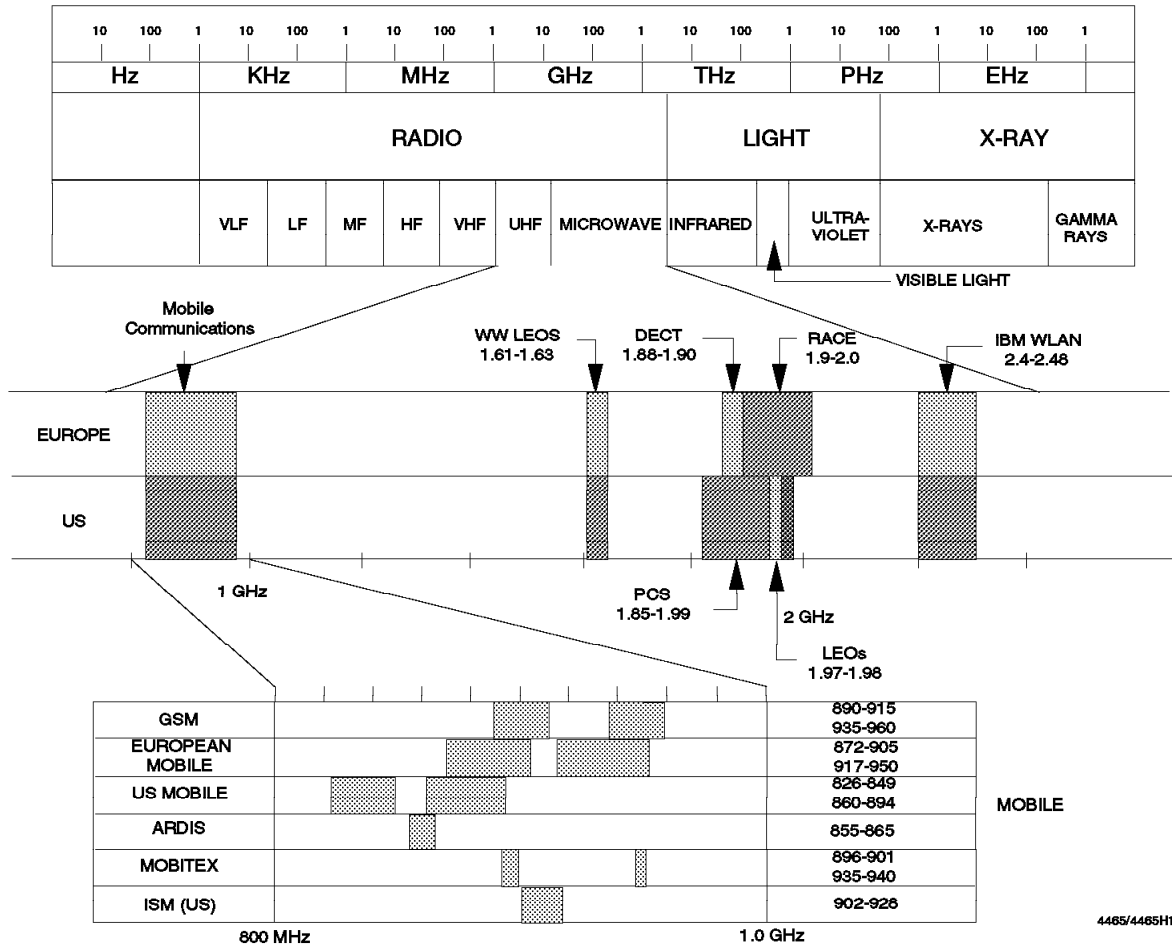 10 100 1 10 100 1 10 100 1 10 100 1 10 100 1 10 100 1 10 100 1
Hz KHz MHz GHz THz PHz EHz
RADIO LIGHT X-RAY
VLF LF MF HF VHF UHF MICROWAVE INFRARED ULTRA-VIOLET X-RAYS GAMMA RAYS
VISIBLE LIGHT
Mobile
Communications
WW LEOS
1.61-1.63
DECT
1.88-1.90
RACE
1.9-2.0
IBM WLAN
2.4-2.48
EUROPE
US
1 GHz
PCS
1.85-1.99
2 GHz
LEOs
1.97-1.98
GSM
890-915
935-960
EUROPEAN
MOBILE
872-905
917-950
US MOBILE
826-849
860-894
MOBILE
ARDIS
855-865
MOBITEX
896-901
935-940
ISM (US)
902-928
800 MHz
1.0 GHz
4465/4465H1